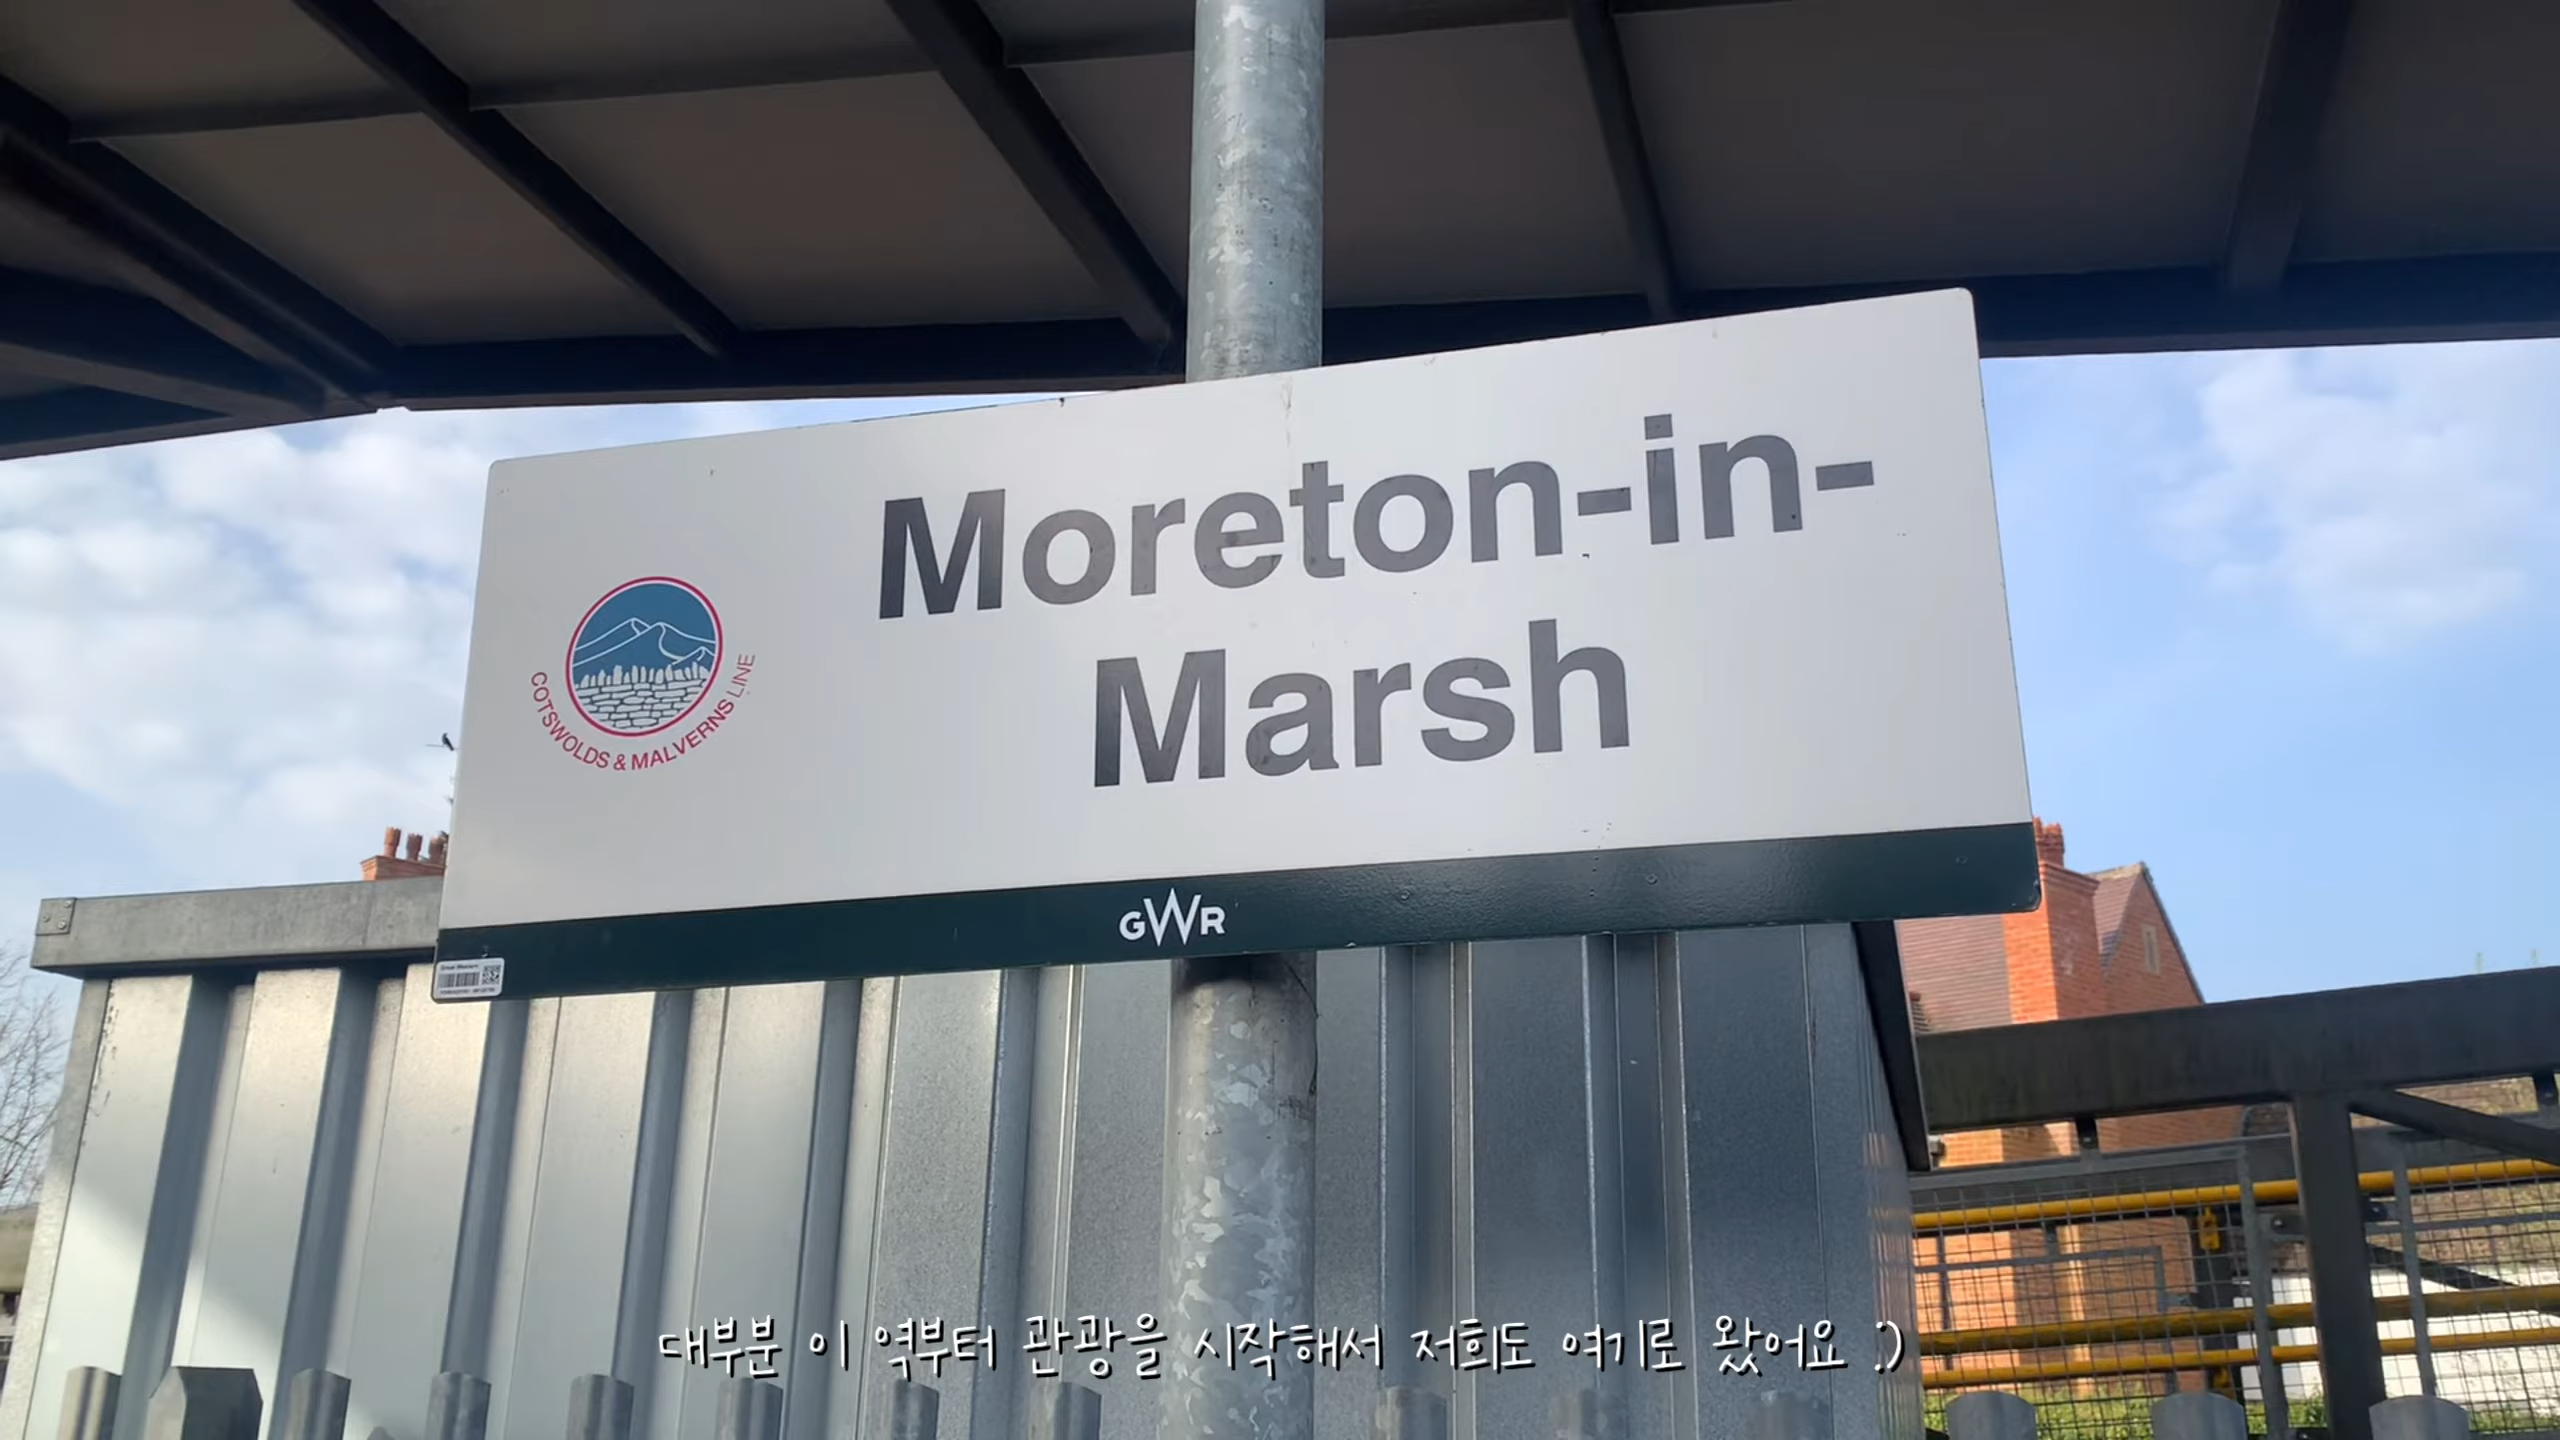 Moreton-in-
Marsh
COTSWOLDS & MALVERNS LINE
GWR
대부분 이 역부터 관광을 시작해서 저희도 여기로 왔어요 :)